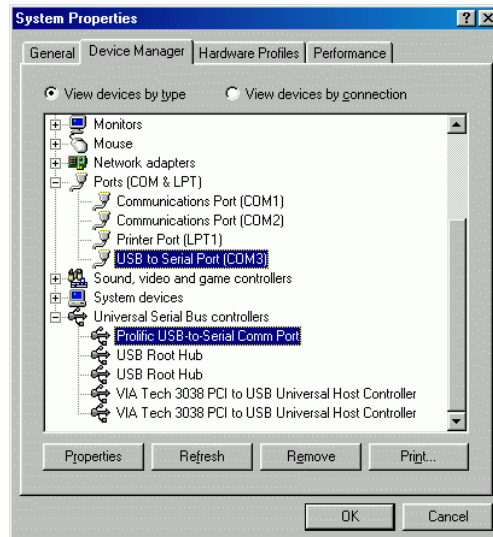 System Properties
General Device Manager Hardware Profiles Performance
View devices by type View devices by connection
Monitors
Mouse
Network adapters
Ports (COM & LPT)
Communications Port (COM1)
Communications Port (COM2)
Printer Port (LPT1)
USB to Serial Port (COM3)
Sound, video and game controllers
System devices
Universal Serial Bus controllers
Prolific USB-to-Serial Comm Port
USB Root Hub
USB Root Hub
VIA Tech 3038 PCI to USB Universal Host Controller
VIA Tech 3038 PCI to USB Universal Host Controller
Properties Refresh Remove Print...
OK Cancel